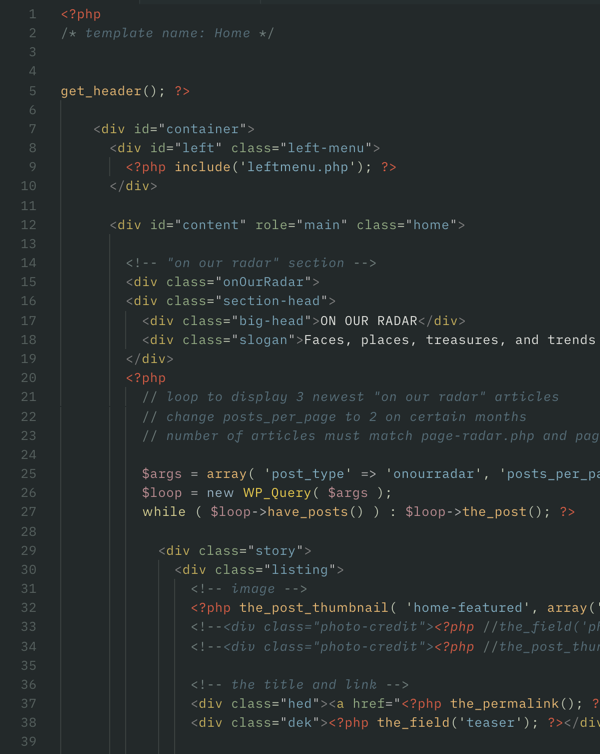 1 <?php
2 /* template name: Home */
3
4
5 get_header(); ?>
6
7 <div id="container">
8 <div id="left" class="left-menu">
9 <?php include('leftmenu.php'); ?>
10 </div>
11
12 <div id="content" role="main" class="home">
13
14 <!-- "on our radar" section -->
15 <div class="onOurRadar">
16 <div class="section-head">
17 <div class="big-head">ON OUR RADAR</div>
18 <div class="slogan">Faces, places, treasures, and trends
19 </div>
20 <?php
21 // loop to display 3 newest "on our radar" articles
22 // change posts_per_page to 2 on certain months
23 // number of articles must match page-radar.php and pag
24
25 $args = array( 'post_type' => 'onourradar', 'posts_per_pa
26 $loop = new WP_Query( $args );
27 while ( $loop->have_posts() ) : $loop->the_post(); ?>
28
29 <div class="story">
30 <div class="listing">
31 <!-- image -->
32 <?php the_post_thumbnail( 'home-featured', array('
33 <!--<div class="photo-credit"><?php //the_field('ph
34 <!--<div class="photo-credit"><?php //the_post_thu
35
36 <!-- the title and link -->
37 <div class="hed"><a href="<?php the_permalink(); ?
38 <div class="dek"><?php the_field('teaser'); ?></div
39